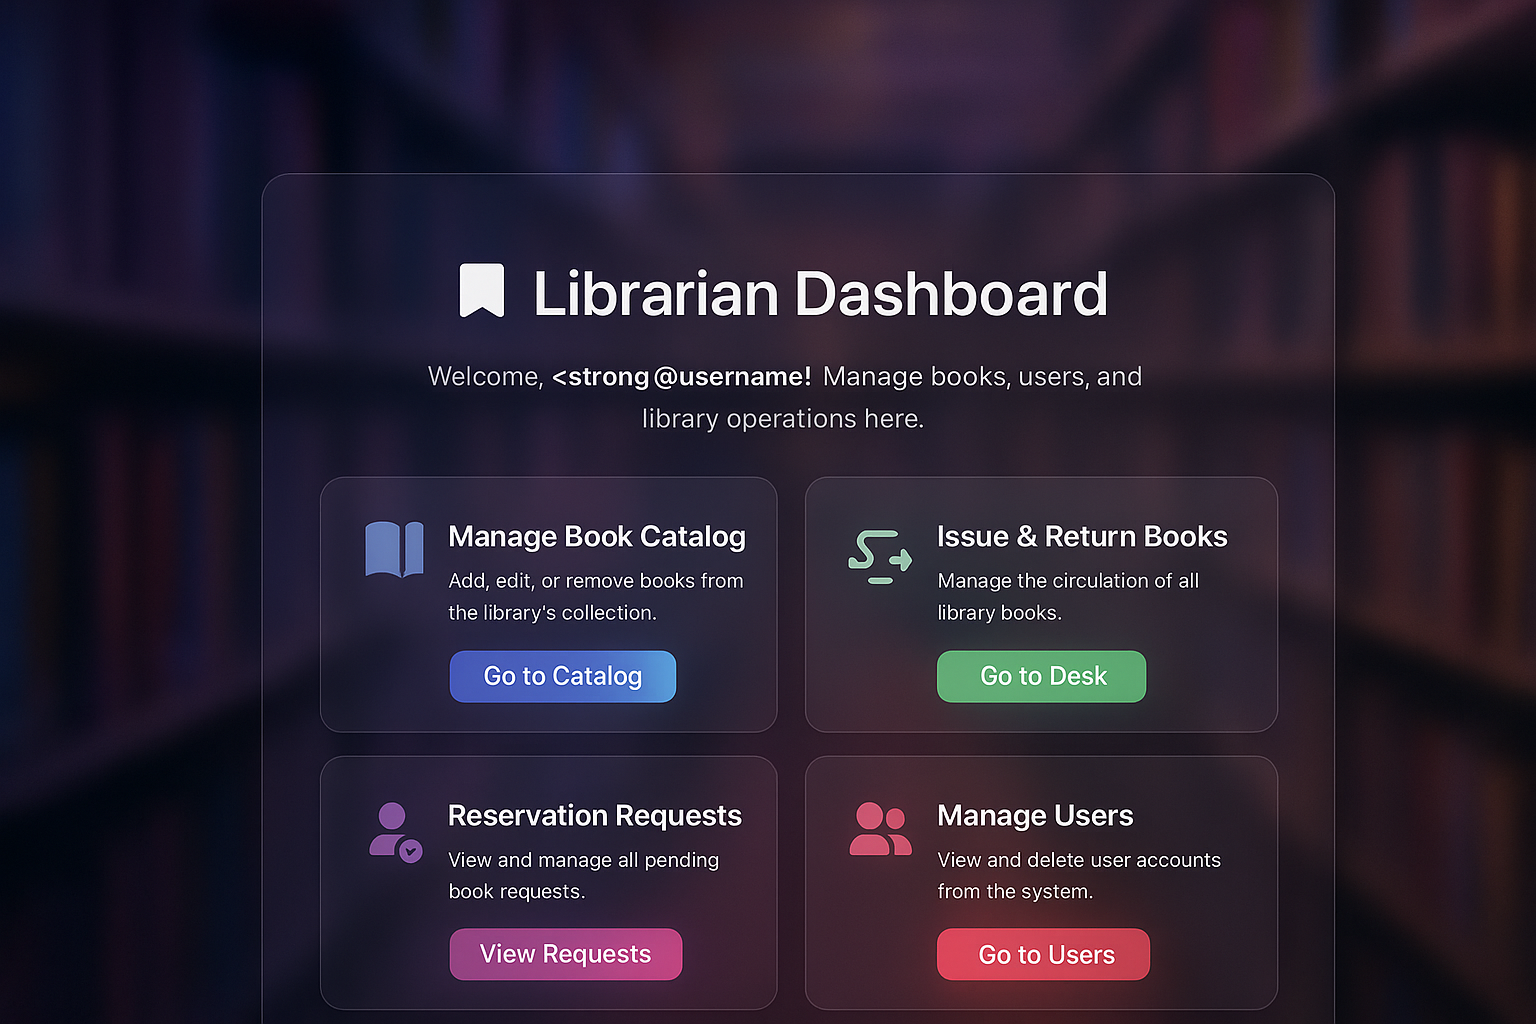 Librarian Dashboard
Welcome, <strong@username! Manage books, users, and
library operations here.
Manage Book Catalog
Add, edit, or remove books from
the library's collection.
Go to Catalog
Issue & Return Books
Manage the circulation of all
library books.
Go to Desk
Reservation Requests
View and manage all pending
book requests.
View Requests
Manage Users
View and delete user accounts
from the system.
Go to Users